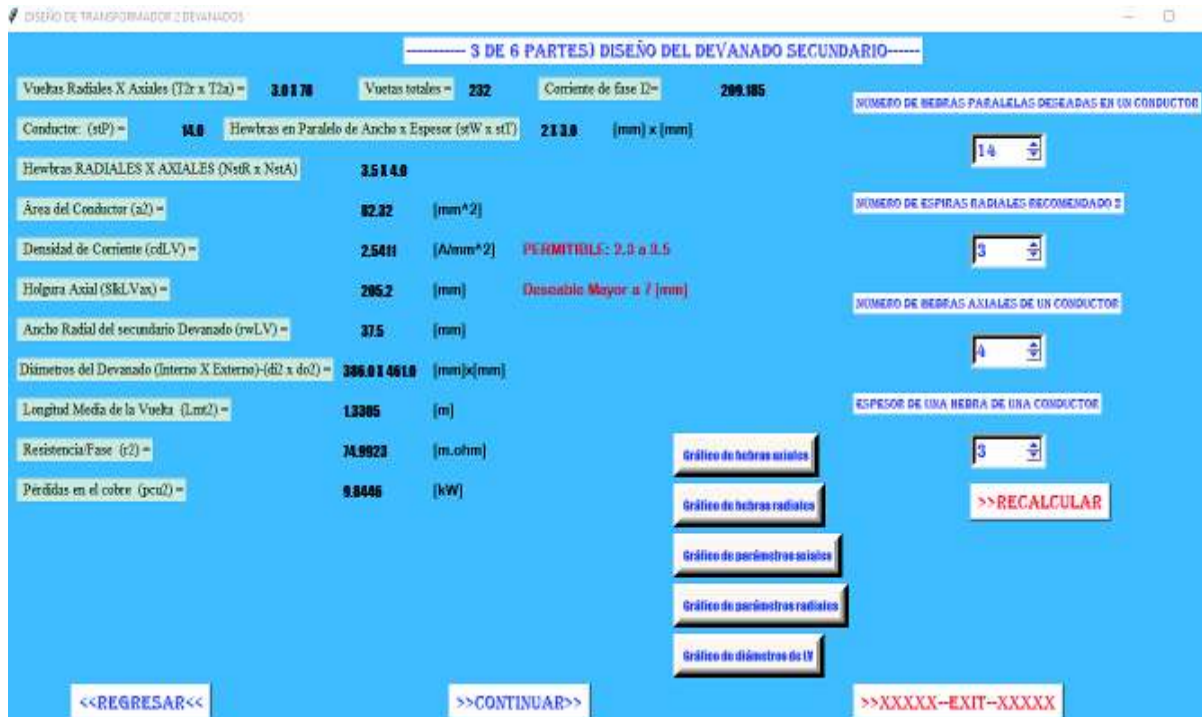 DISEÑO DE TRANSFORMADOR 2 DEVANADOS
----------- 3 DE 6 PARTES) DISEÑO DEL DEVANADO SECUNDARIO------
Vueltas Radiales X Axiales (T2r x T2a) = 3.0 X 78 Vuetas totales = 232 Corriente de fase I2= 209.185
Conductor: (stP) = 14.0 Hewbras en Paralelo de Ancho x Espesor (stW x stT) 2 X 3.0 [mm] x [mm]
Hewbras RADIALES X AXIALES (NstR x NstA) 3.5 X 4.0
Área del Conductor (a2) = 82.32 [mm^2]
Densidad de Corriente (cdLV) = 2.5411 [A/mm^2] PERMITIBLE: 2.0 a 3.5
Holgura Axial (SlkLVax) = 205.2 [mm] Deseable Mayor a 7 [mm]
Ancho Radial del secundario Devanado (rwLV) = 37.5 [mm]
Diámetros del Devanado (Interno X Externo)-(di2 x do2) = 386.0 X 461.0 [mm]x[mm]
Longitud Media de la Vuelta (Lmt2) = 1.3305 [m]
Resistencia/Fase (r2) = 74.9923 [m.ohm]
Pérdidas en el cobre (pcu2) = 9.8446 [kW]
NÚMERO DE HEBRAS PARALELAS DESEADAS EN UN CONDUCTOR
14
NÚMERO DE ESPIRAS RADIALES RECOMENDADO 2
3
NÚMERO DE HEBRAS AXIALES DE UN CONDUCTOR
4
ESPESOR DE UNA HEBRA DE UNA CONDUCTOR
3
>>RECALCULAR
Gráfico de hebras axiales
Gráfico de hebras radiales
Gráfico de parámetros axiales
Gráfico de parámetros radiales
Gráfico de diámetros de LV
<<REGRESAR<<
>>CONTINUAR>>
>>XXXXX--EXIT--XXXXX